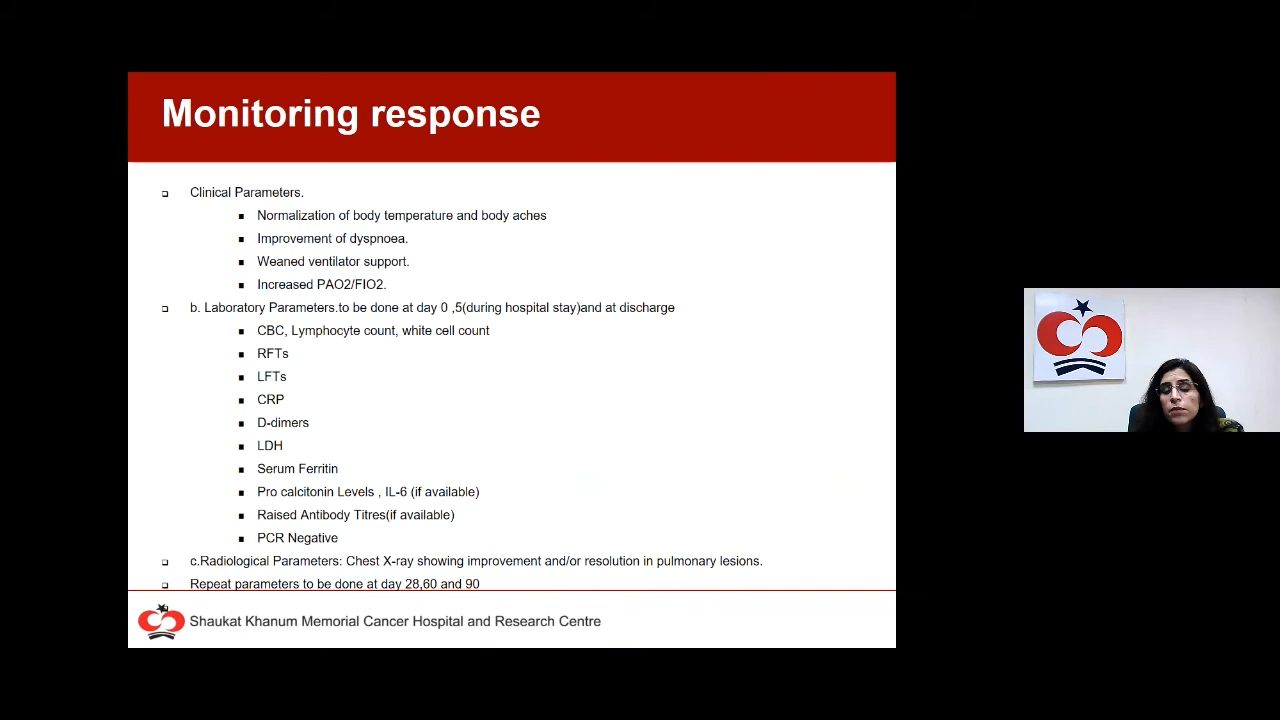 Monitoring response
Clinical Parameters.
Normalization of body temperature and body aches
Improvement of dyspnoea.
Weaned ventilator support.
Increased PAO2/FIO2.
b. Laboratory Parameters.to be done at day 0 ,5(during hospital stay)and at discharge
CBC, Lymphocyte count, white cell count
RFTs
LFTs
CRP
D-dimers
LDH
Serum Ferritin
Pro calcitonin Levels , IL-6 (if available)
Raised Antibody Titres(if available)
PCR Negative
c.Radiological Parameters: Chest X-ray showing improvement and/or resolution in pulmonary lesions.
Repeat parameters to be done at day 28,60 and 90
Shaukat Khanum Memorial Cancer Hospital and Research Centre